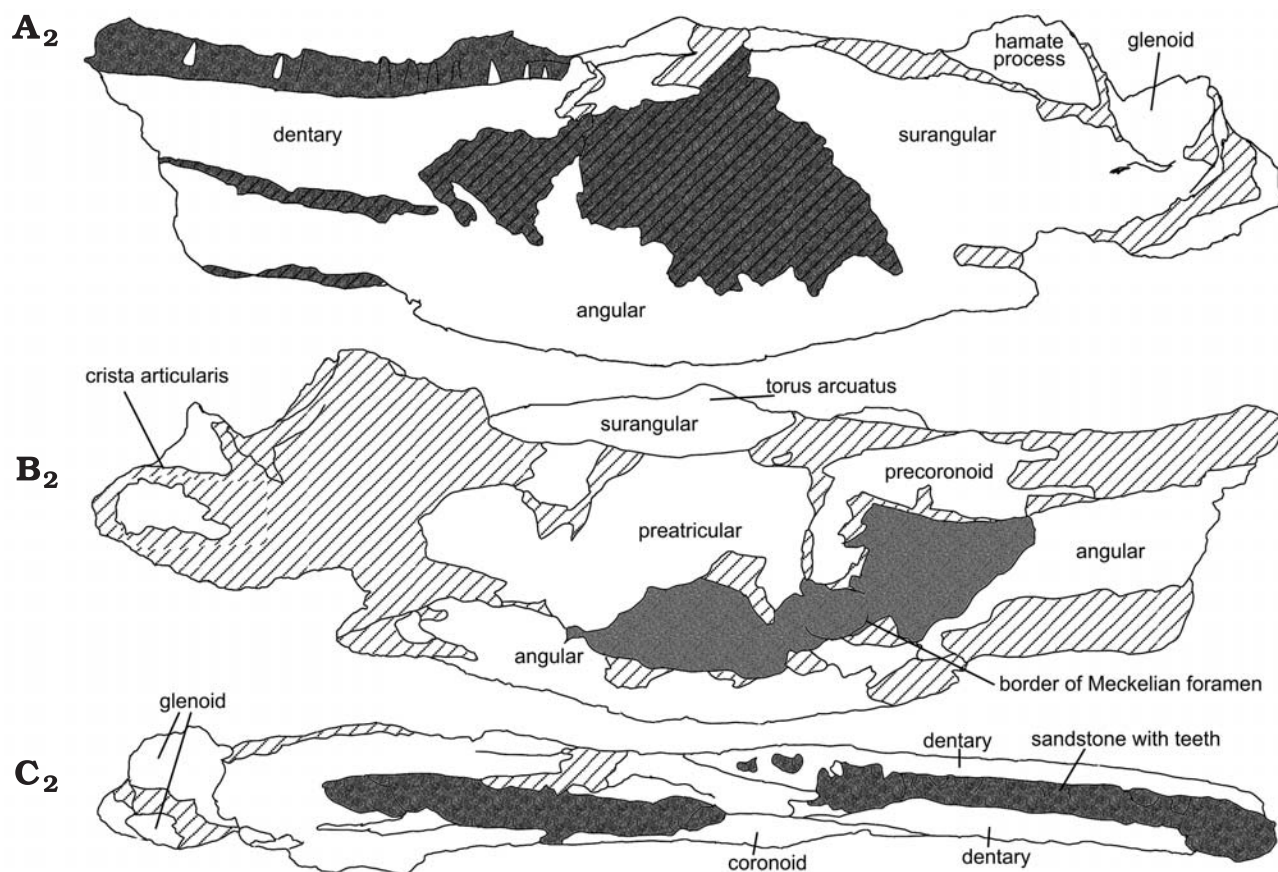 A2
hamate
process
glenoid
dentary
surangular
angular
crista articularis
torus arcuatus
surangular
B2
precoronoid
preatricular
angular
angular
border of Meckelian foramen
glenoid
dentary
sandstone with teeth
C2
coronoid
dentary